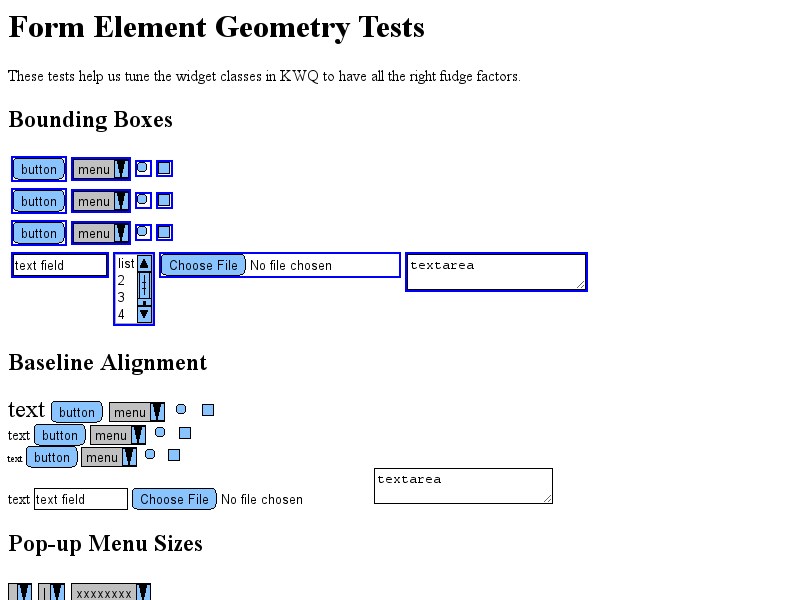 Form Element Geometry Tests
These tests help us tune the widget classes in KWQ to have all the right fudge factors.
Bounding Boxes
button menu
button menu
button menu
text field list Choose File No file chosen textarea
2
3
4
Baseline Alignment
text button menu
text button menu
text button menu
textarea
text text field Choose File No file chosen
Pop-up Menu Sizes
| xxxxxxxx